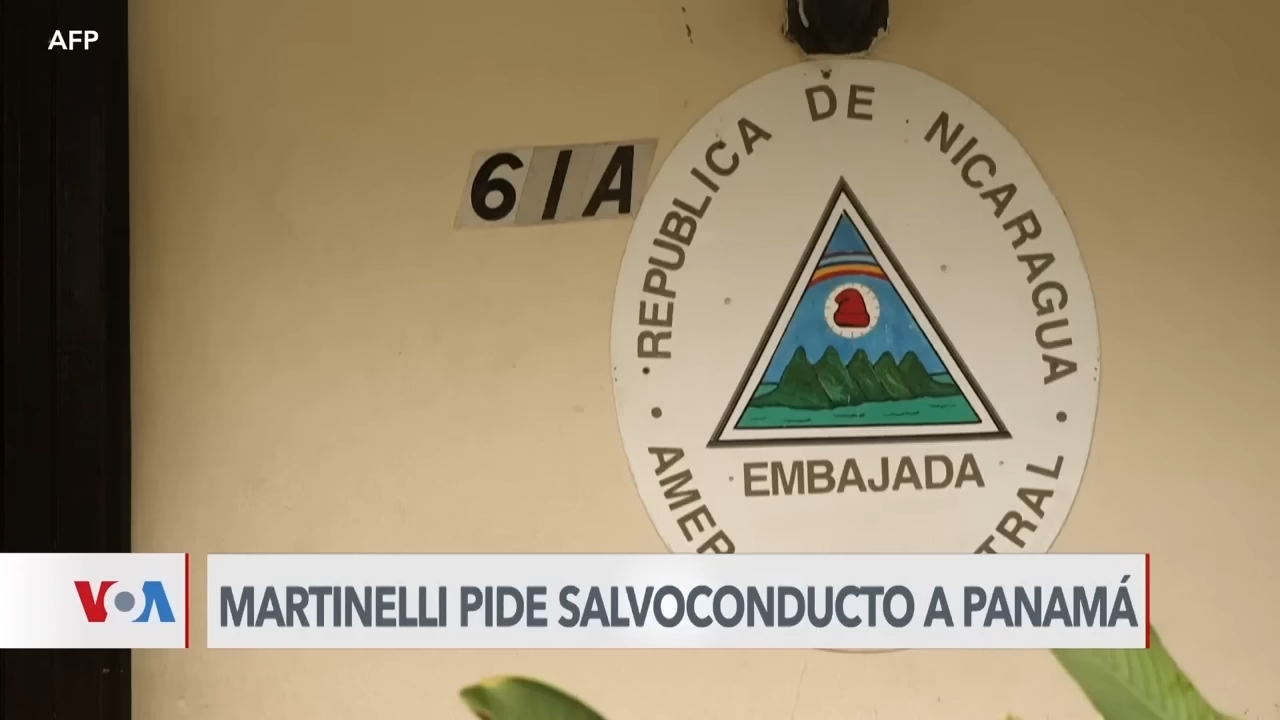 AFP
61A
REPUBLICA DE NICARAGUA
EMBAJADA
VOA
MARTINELLI PIDE SALVOCONDUCTO A PANAMÁ